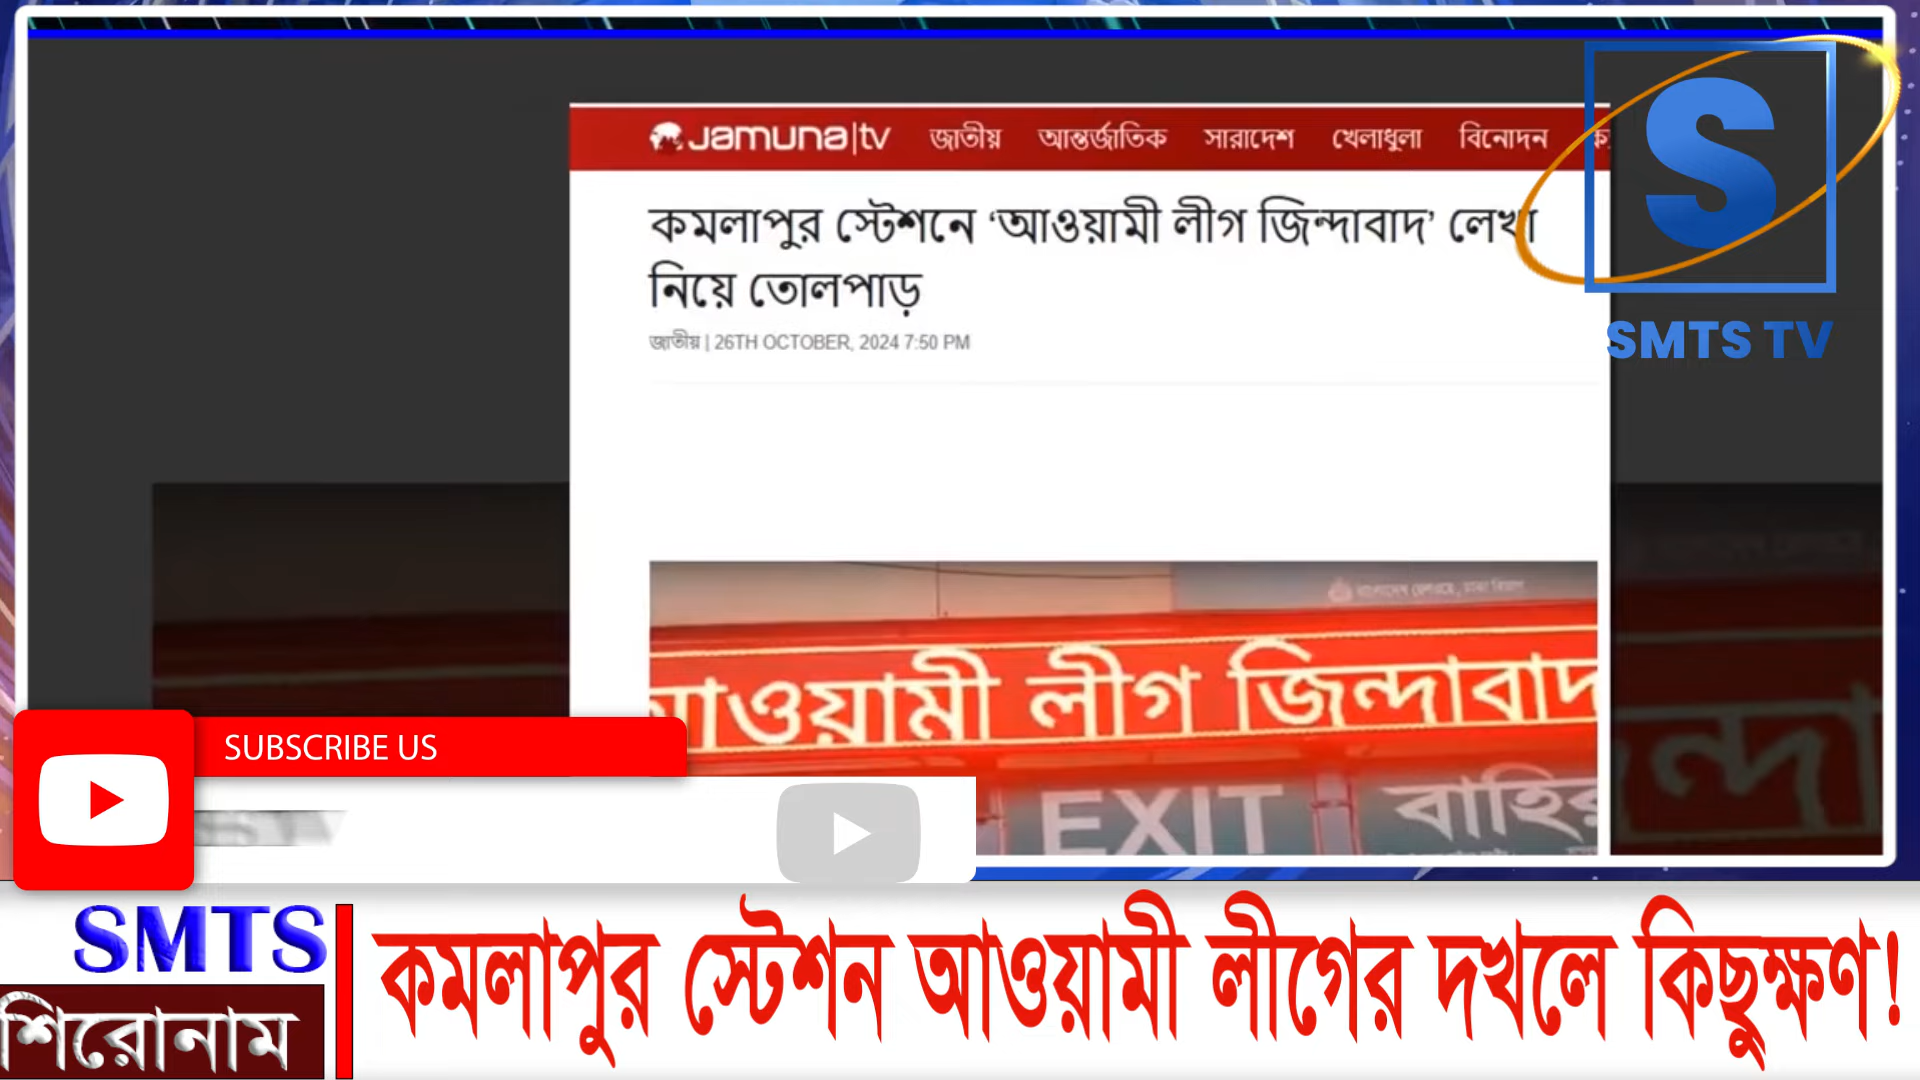 jamuna|tv জাতীয় আন্তর্জাতিক সারাদেশ খেলাধুলা বিনোদন
কমলাপুর স্টেশনে ‘আওয়ামী লীগ জিন্দাবাদ’ লেখা
নিয়ে তোলপাড়
জাতীয় | 26TH OCTOBER, 2024 7:50 PM
S
SMTS TV
আওয়ামী লীগ জিন্দাবাদ
EXIT
SUBSCRIBE US
SMTS
শিরোনাম
কমলাপুর স্টেশন আওয়ামী লীগের দখলে কিছুক্ষণ!